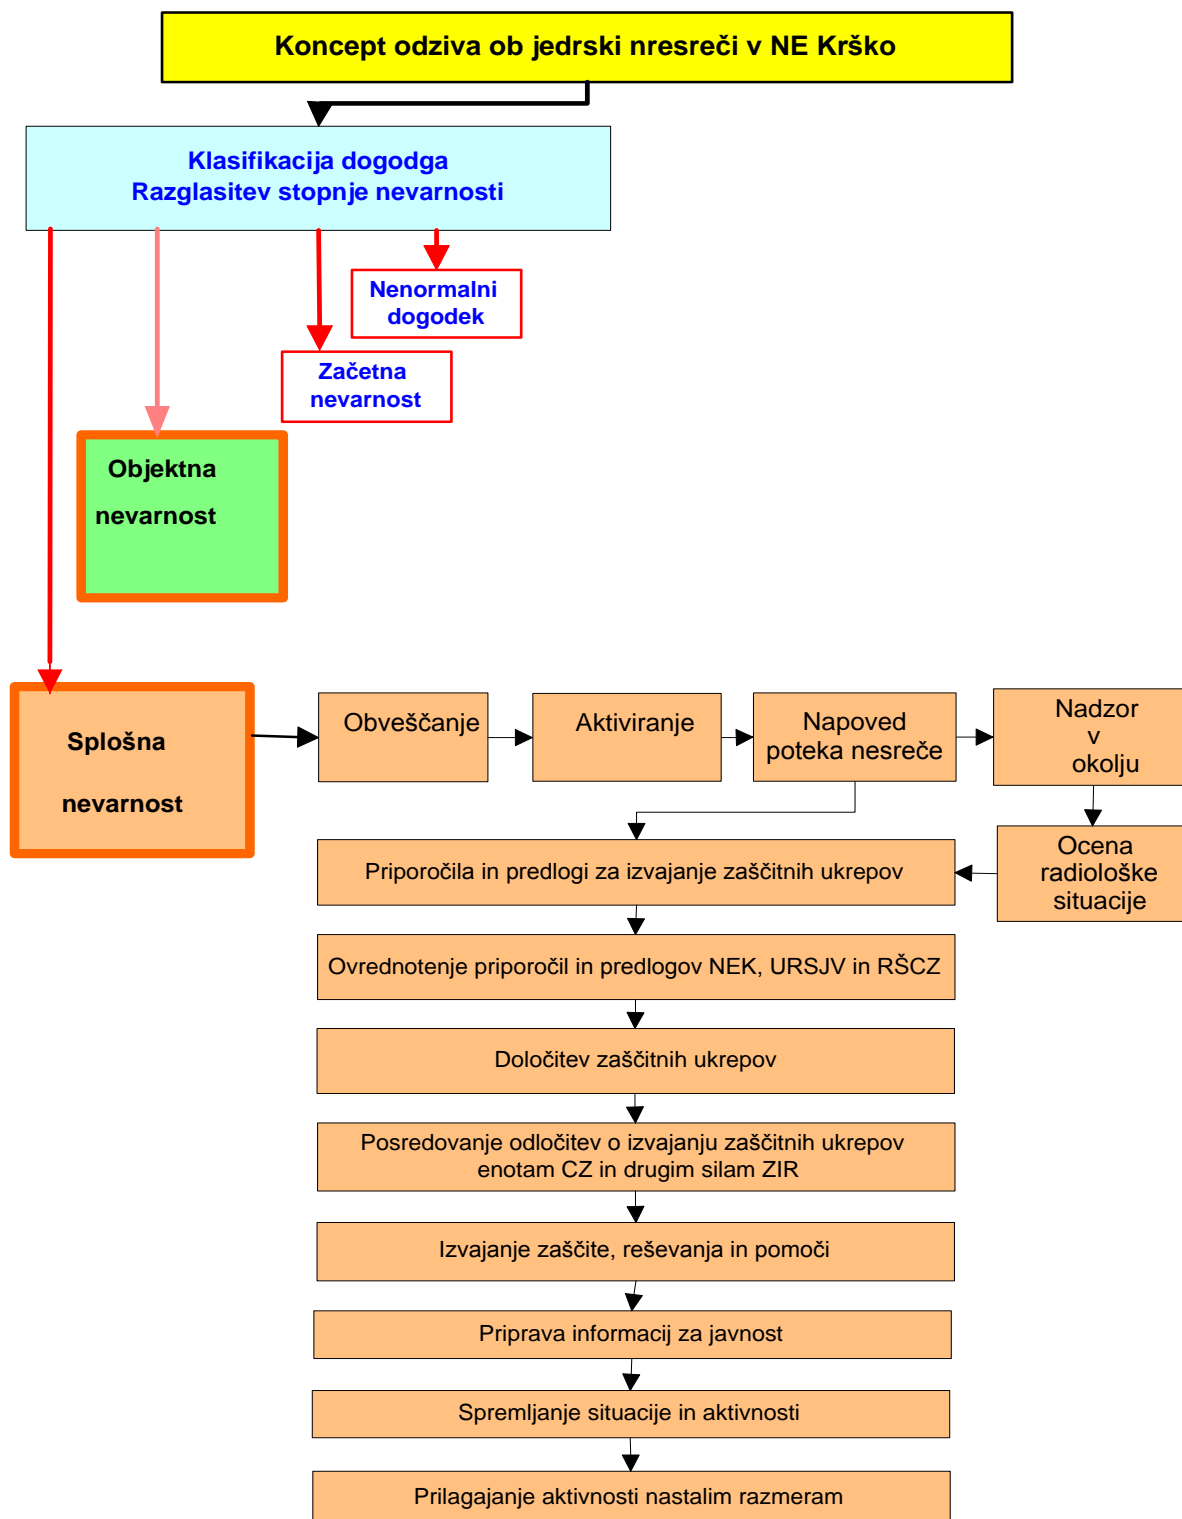 Koncept odziva ob jedrski nresreči v NE Krško
Klasifikacija dogodga
Razglasitev stopnje nevarnosti
Nenormalni
dogodek
Začetna
nevarnost
Objektna
nevarnost
Splošna
nevarnost
Obveščanje
Aktiviranje
Napoved
poteka nesreče
Nadzor
v
okolju
Ocena
radiološke
situacije
Priporočila in predlogi za izvajanje zaščitnih ukrepov
Ovrednotenje priporočil in predlogov NEK, URSJV in RŠCZ
Določitev zaščitnih ukrepov
Posredovanje odločitev o izvajanju zaščitnih ukrepov
enotam CZ in drugim silam ZIR
Izvajanje zaščite, reševanja in pomoči
Priprava informacij za javnost
Spremljanje situacije in aktivnosti
Prilagajanje aktivnosti nastalim razmeram